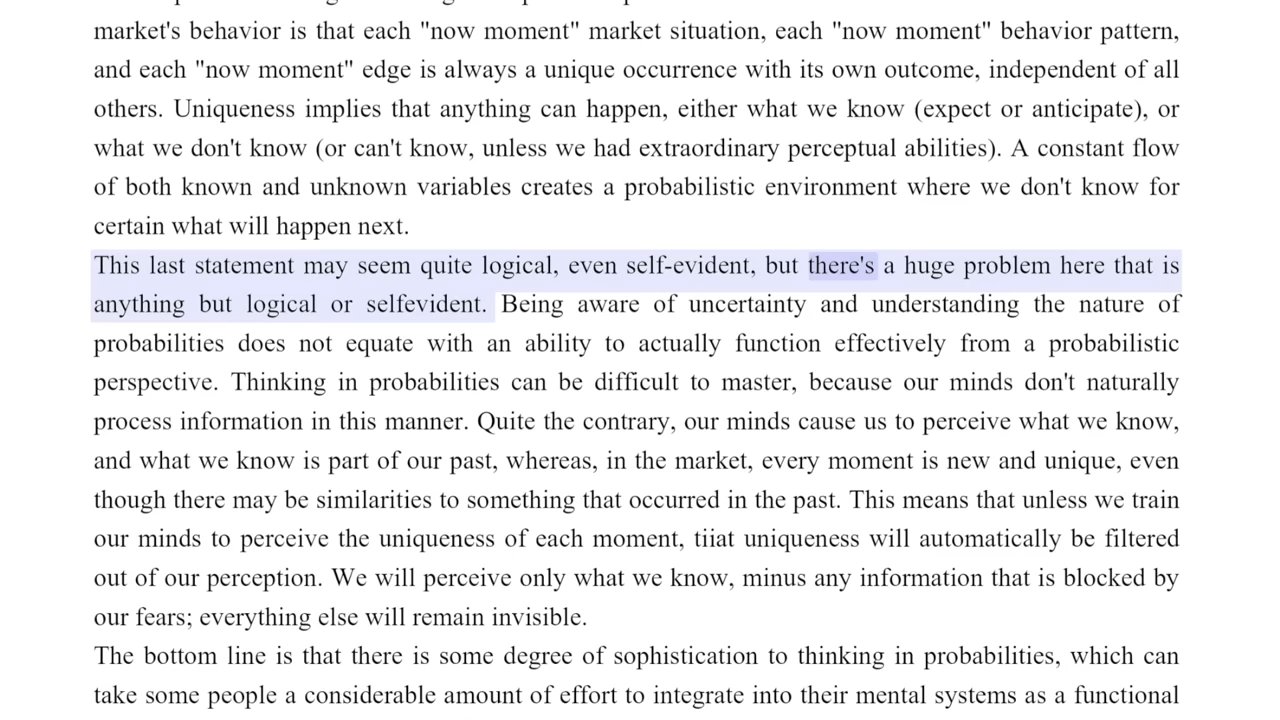 market's behavior is that each "now moment" market situation, each "now moment" behavior pattern,
and each "now moment" edge is always a unique occurrence with its own outcome, independent of all
others. Uniqueness implies that anything can happen, either what we know (expect or anticipate), or
what we don't know (or can't know, unless we had extraordinary perceptual abilities). A constant flow
of both known and unknown variables creates a probabilistic environment where we don't know for
certain what will happen next.
This last statement may seem quite logical, even self-evident, but there's a huge problem here that is
anything but logical or selfevident. Being aware of uncertainty and understanding the nature of
probabilities does not equate with an ability to actually function effectively from a probabilistic
perspective. Thinking in probabilities can be difficult to master, because our minds don't naturally
process information in this manner. Quite the contrary, our minds cause us to perceive what we know,
and what we know is part of our past, whereas, in the market, every moment is new and unique, even
though there may be similarities to something that occurred in the past. This means that unless we train
our minds to perceive the uniqueness of each moment, tiiat uniqueness will automatically be filtered
out of our perception. We will perceive only what we know, minus any information that is blocked by
our fears; everything else will remain invisible.
The bottom line is that there is some degree of sophistication to thinking in probabilities, which can
take some people a considerable amount of effort to integrate into their mental systems as a functional